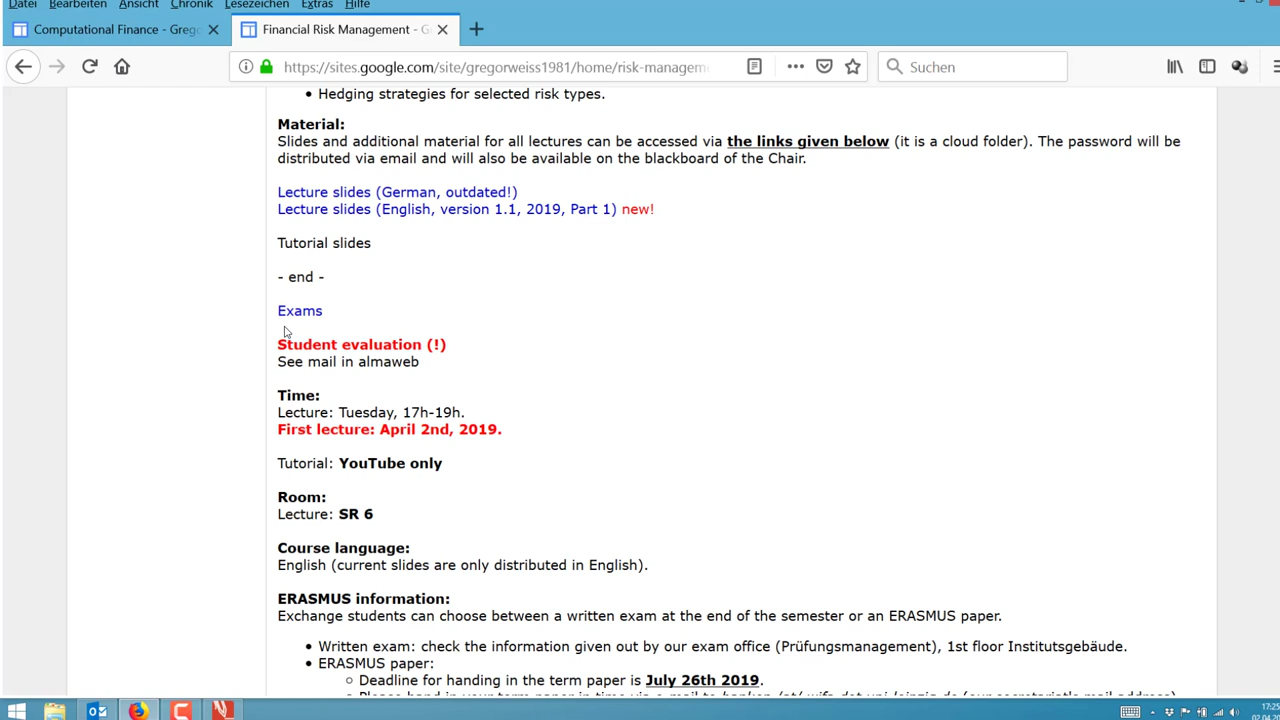 Datei Bearbeiten Ansicht Chronik Lesezeichen Extras Hilfe
Computational Finance - Greg
Financial Risk Management - G
https://sites.google.com/site/gregorweiss1981/home/risk-managem
Suchen
• Hedging strategies for selected risk types.
Material:
Slides and additional material for all lectures can be accessed via the links given below (it is a cloud folder). The password will be
distributed via email and will also be available on the blackboard of the Chair.
Lecture slides (German, outdated!)
Lecture slides (English, version 1.1, 2019, Part 1) new!
Tutorial slides
- end -
Exams
Student evaluation (!)
See mail in almaweb
Time:
Lecture: Tuesday, 17h-19h.
First lecture: April 2nd, 2019.
Tutorial: YouTube only
Room:
Lecture: SR 6
Course language:
English (current slides are only distributed in English).
ERASMUS information:
Exchange students can choose between a written exam at the end of the semester or an ERASMUS paper.
• Written exam: check the information given out by our exam office (Prüfungsmanagement), 1st floor Institutsgebäude.
• ERASMUS paper:
○ Deadline for handing in the term paper is July 26th 2019.
17:25